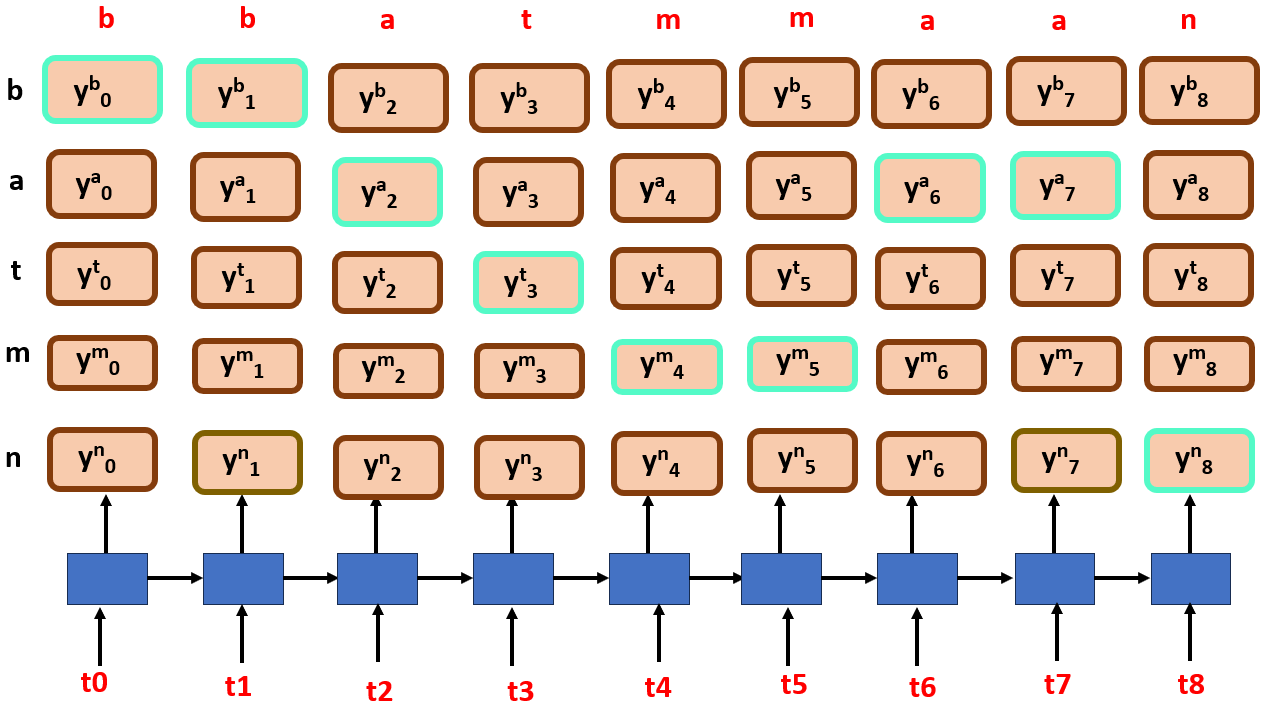 b b a t m m a a n
b y^b_0 y^b_1 y^b_2 y^b_3 y^b_4 y^b_5 y^b_6 y^b_7 y^b_8
a y^a_0 y^a_1 y^a_2 y^a_3 y^a_4 y^a_5 y^a_6 y^a_7 y^a_8
t y^t_0 y^t_1 y^t_2 y^t_3 y^t_4 y^t_5 y^t_6 y^t_7 y^t_8
m y^m_0 y^m_1 y^m_2 y^m_3 y^m_4 y^m_5 y^m_6 y^m_7 y^m_8
n y^n_0 y^n_1 y^n_2 y^n_3 y^n_4 y^n_5 y^n_6 y^n_7 y^n_8
t0 t1 t2 t3 t4 t5 t6 t7 t8